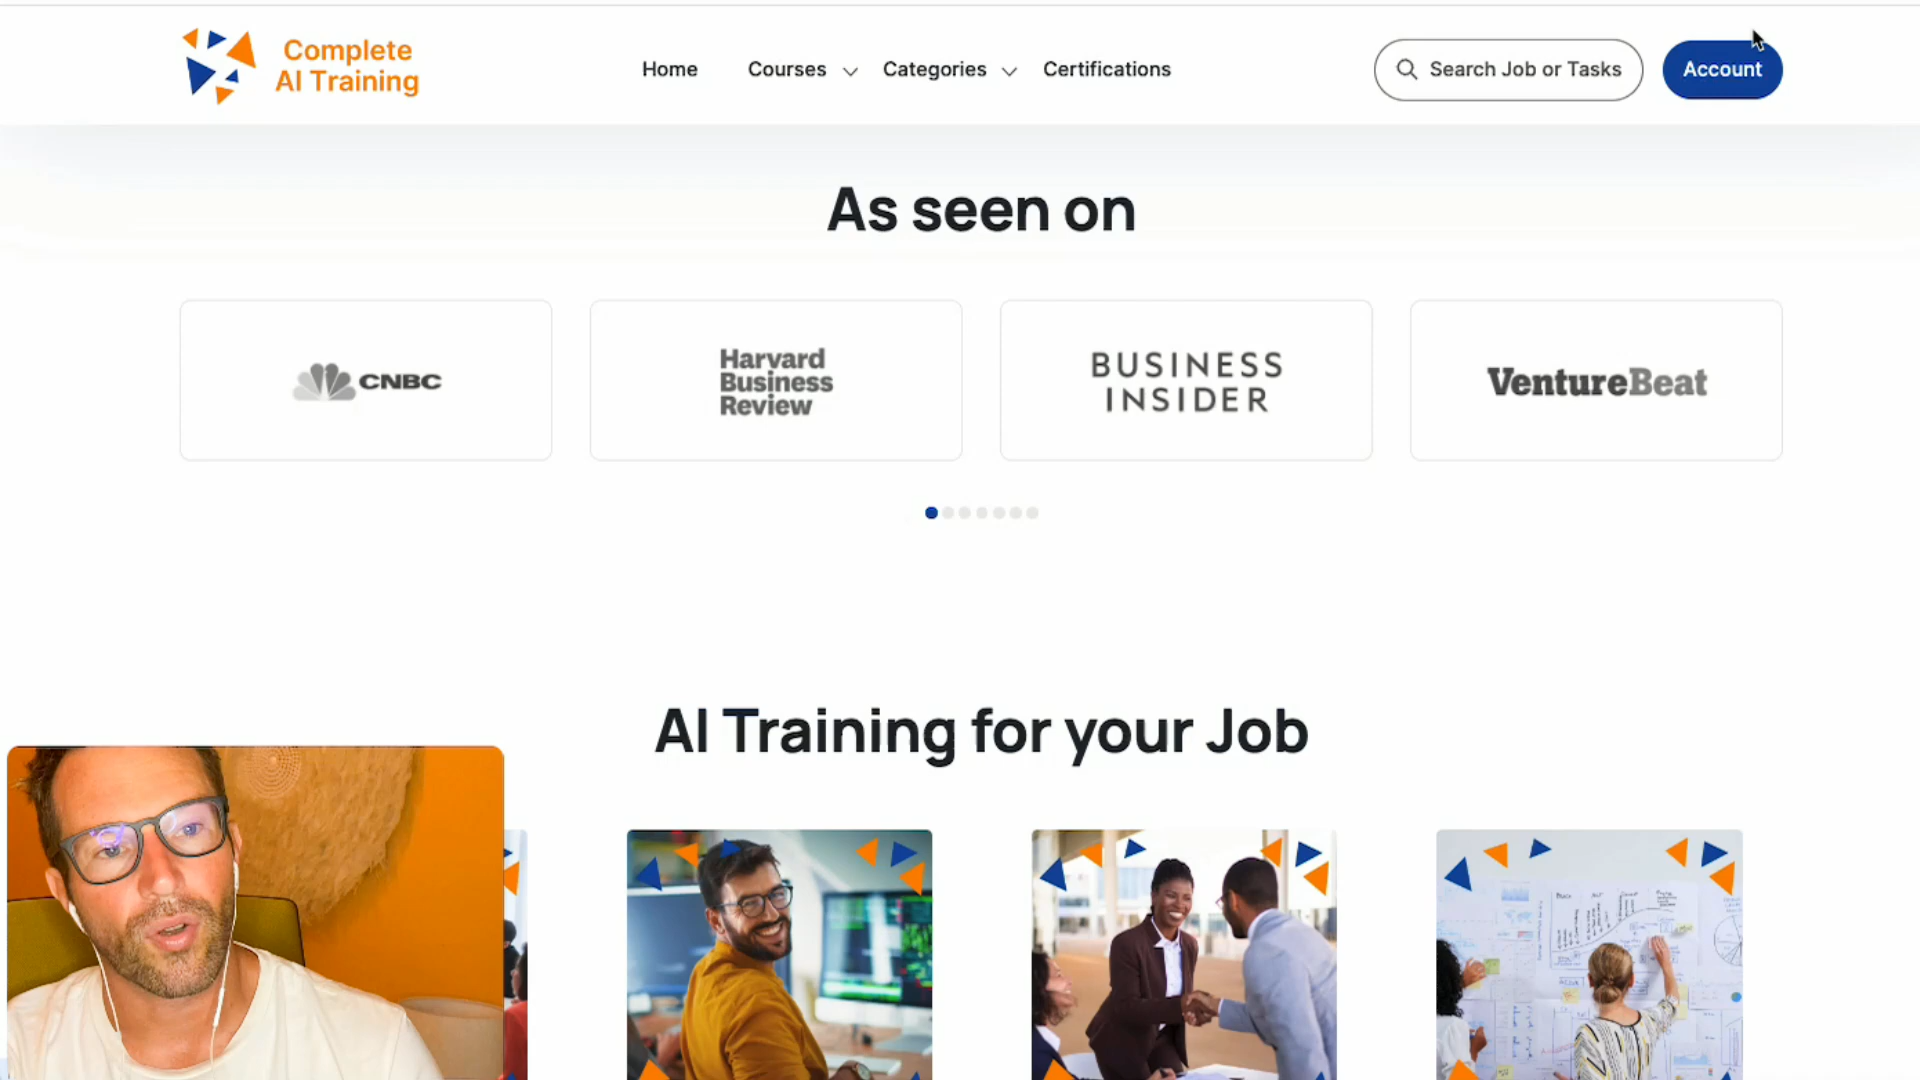 Complete
AI Training
Home
Courses
Categories
Certifications
Search Job or Tasks
Account
As seen on
CNBC
Harvard
Business
Review
BUSINESS
INSIDER
VentureBeat
AI Training for your Job